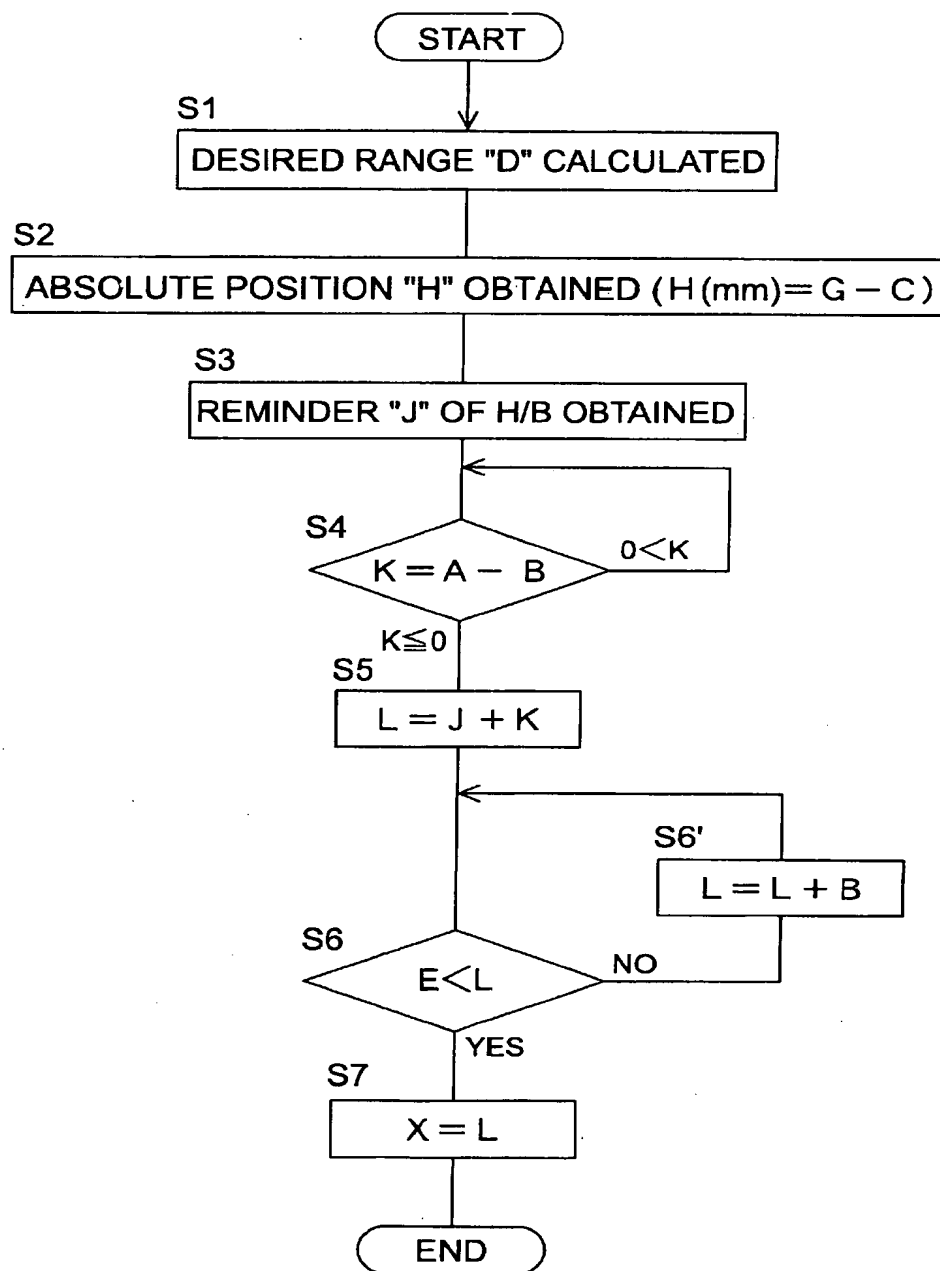 START
S1
DESIRED RANGE "D" CALCULATED
S2
ABSOLUTE POSITION "H" OBTAINED (H(mm)=G－C)
S3
REMINDER "J" OF H/B OBTAINED
S4
K=A－B
0<K
K≦0
S5
L=J+K
S6'
L=L+B
S6
E<L
NO
YES
S7
X=L
END